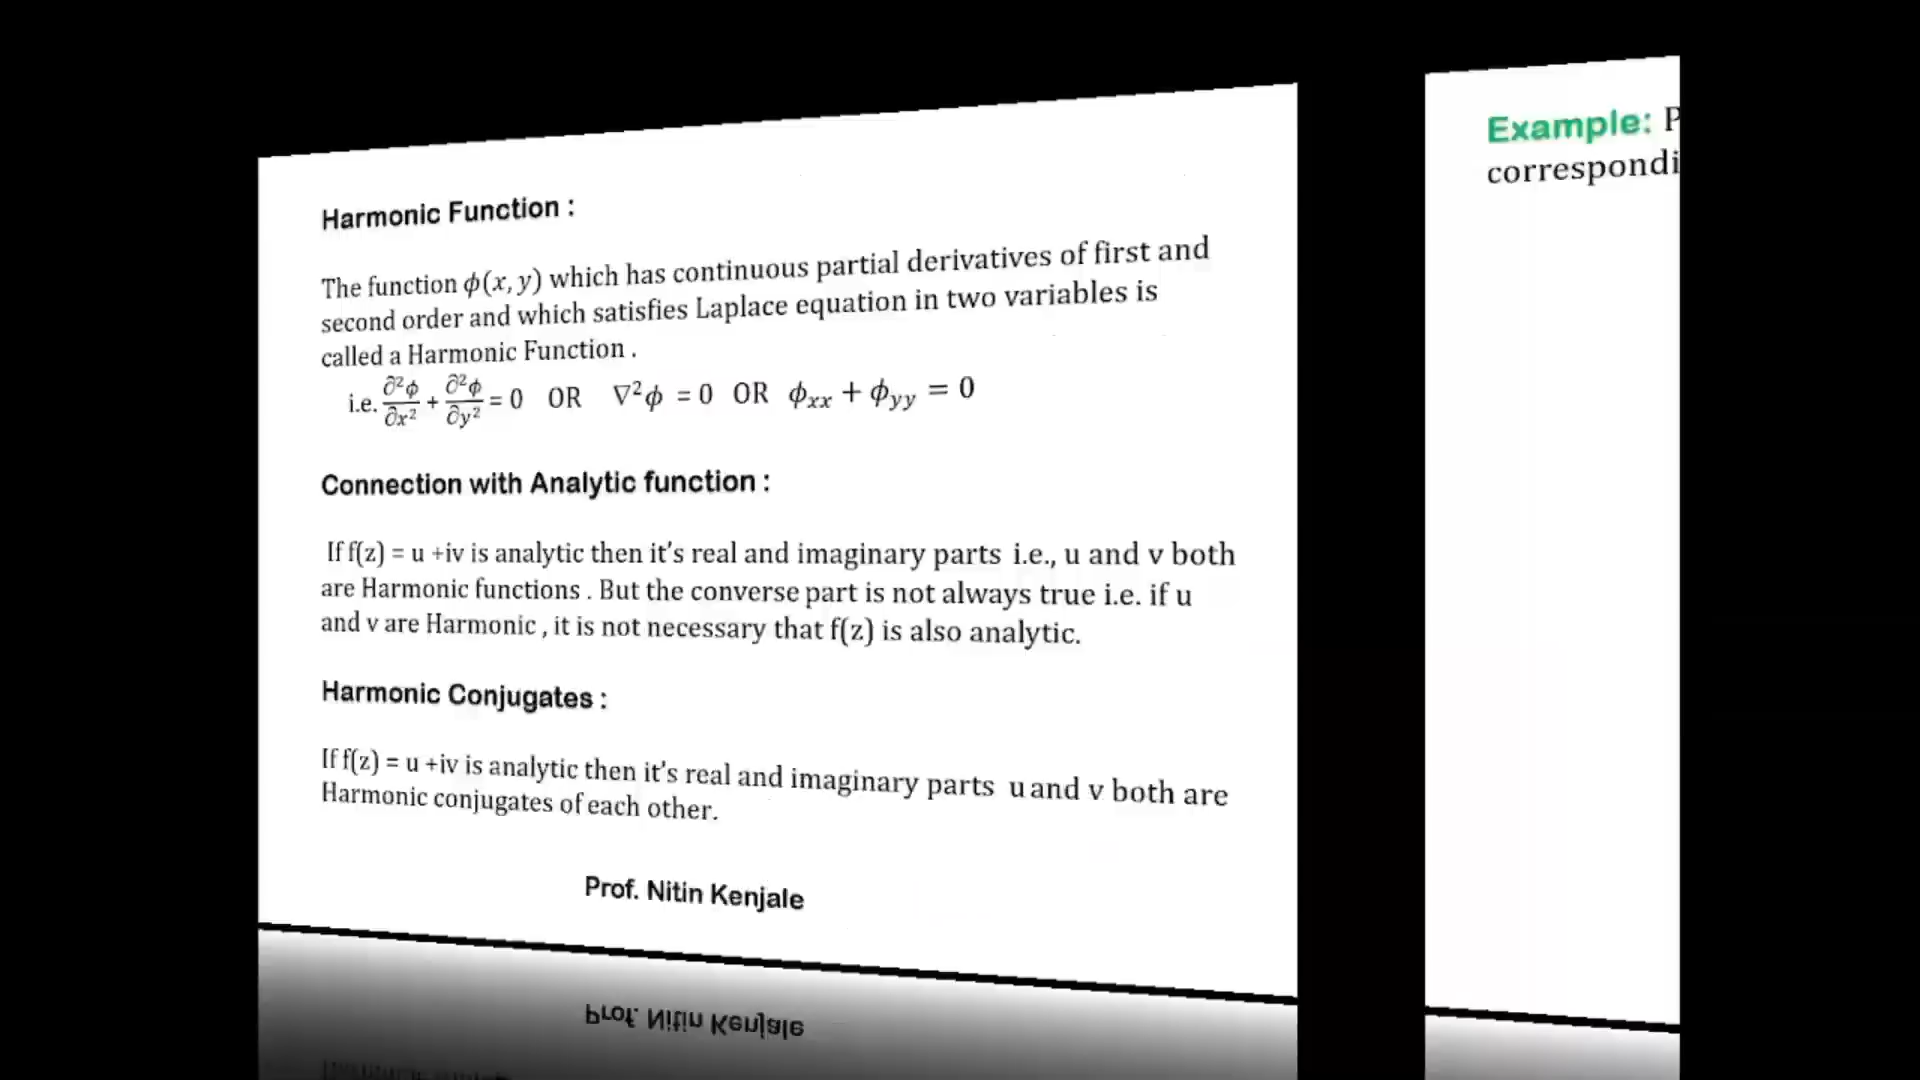 Harmonic Function :
The function ϕ(x, y) which has continuous partial derivatives of first and
second order and which satisfies Laplace equation in two variables is
called a Harmonic Function .
i.e. ∂²ϕ/∂x² + ∂²ϕ/∂y² = 0 OR ∇²ϕ = 0 OR ϕxx + ϕyy = 0
Connection with Analytic function :
If f(z) = u +iv is analytic then it's real and imaginary parts i.e., u and v both
are Harmonic functions . But the converse part is not always true i.e. if u
and v are Harmonic , it is not necessary that f(z) is also analytic.
Harmonic Conjugates :
If f(z) = u +iv is analytic then it's real and imaginary parts u and v both are
Harmonic conjugates of each other.
Prof. Nitin Kenjale
Prof. Nitin Kenjale
Example: